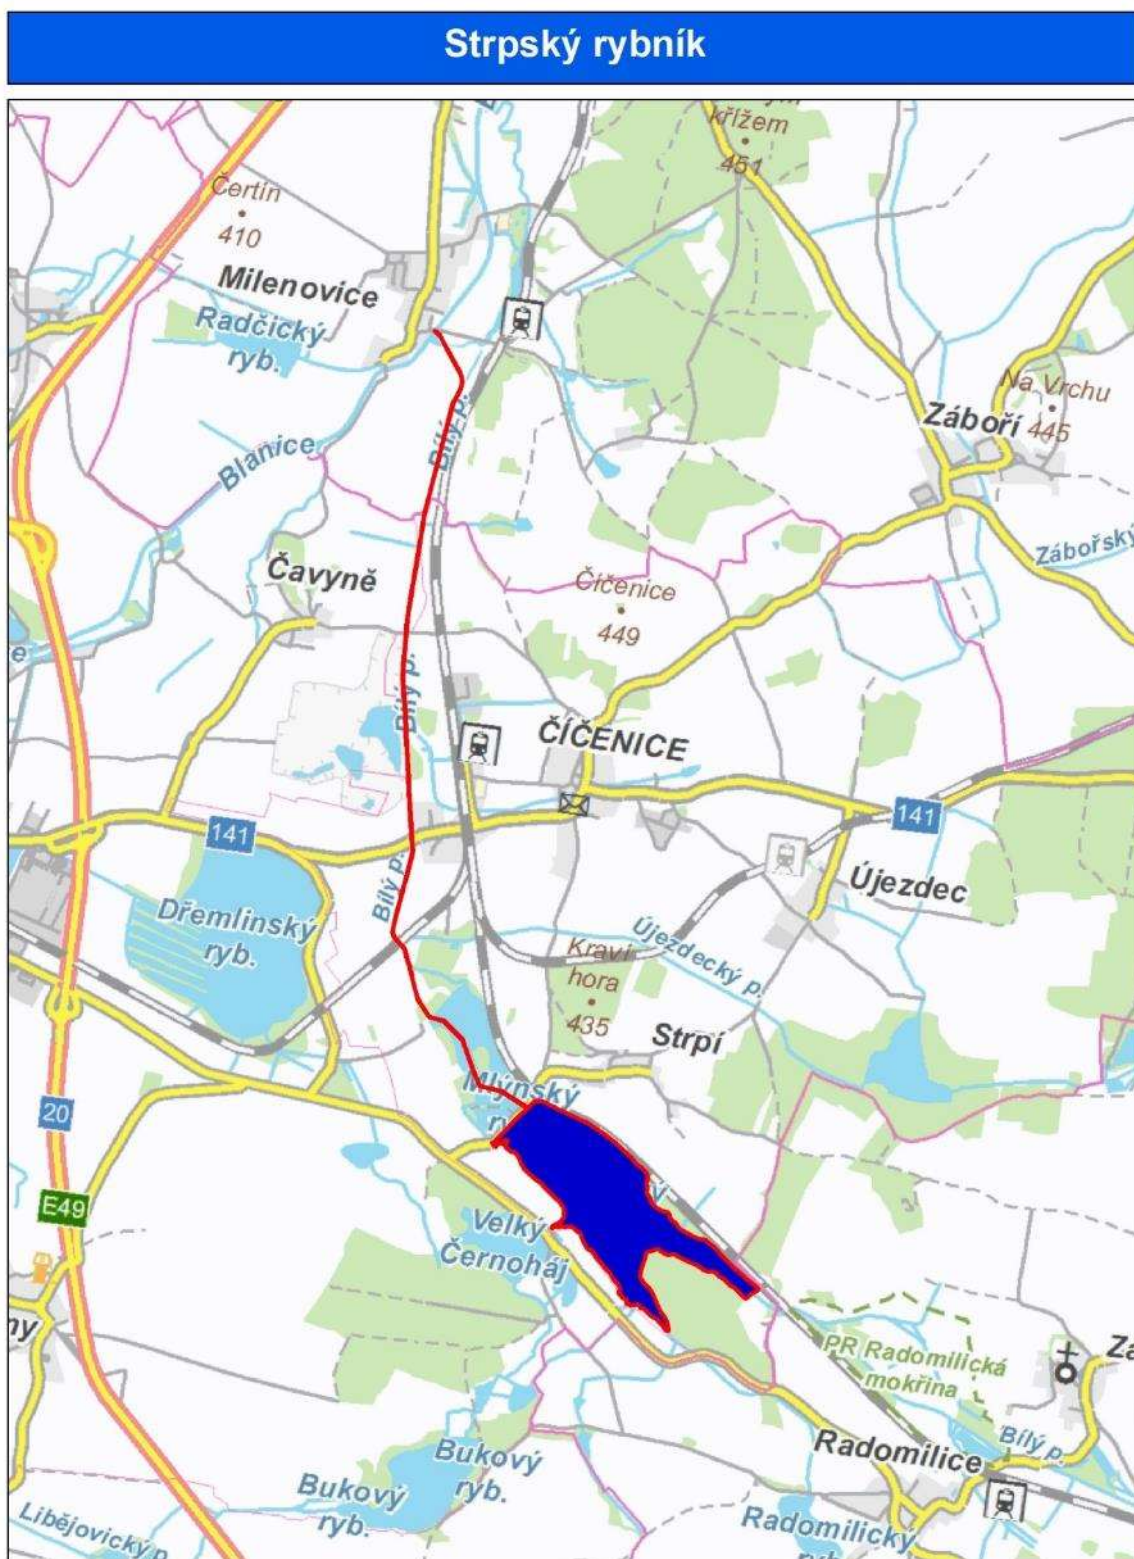 Strpský rybník
křížem
451
Čertín
410
Milenovice
Radčický
ryb.
Na Vrchu
445
Záboří
Bílý p.
Blanice
Zábořský
Čavyně
Číčenice
449
Bílý p.
ČÍČENICE
141
141
Bílý p.
Újezdec
Dřemlinský
ryb.
Újezdecký p.
Kraví
hora
435
Strpí
Mlýnský
20
E49
Velký
Černoháj
PR Radomilická
mokřina
Radomilice
Bílý p.
Bukový
ryb.
Bukový
ryb.
Libějovický p.
Radomilický